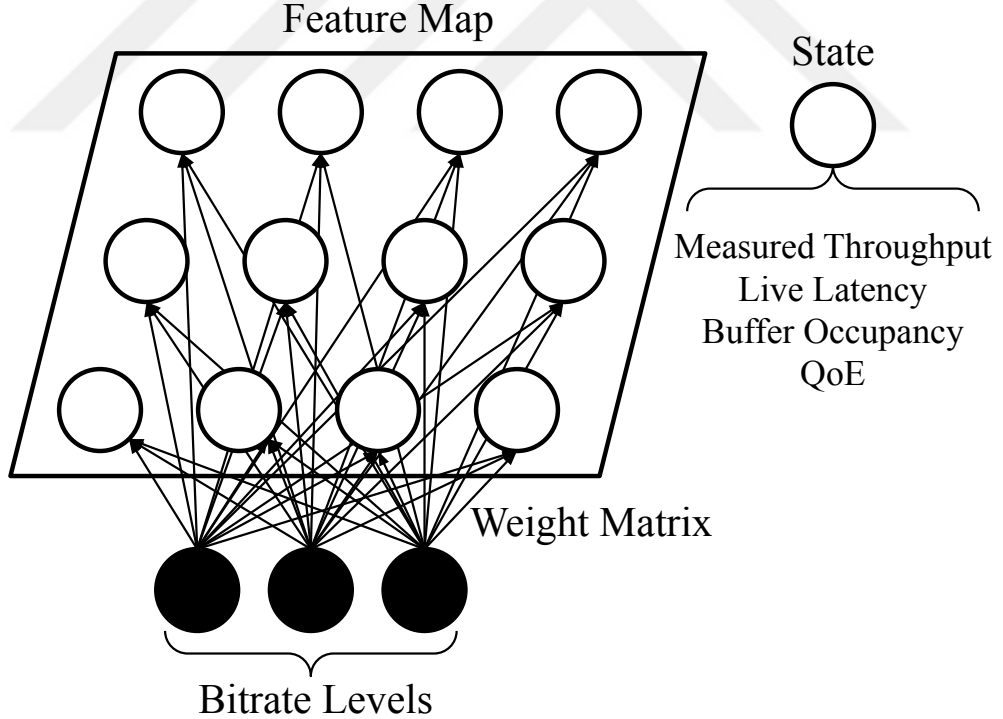 Feature Map
State
Measured Throughput
Live Latency
Buffer Occupancy
QoE
Weight Matrix
Bitrate Levels